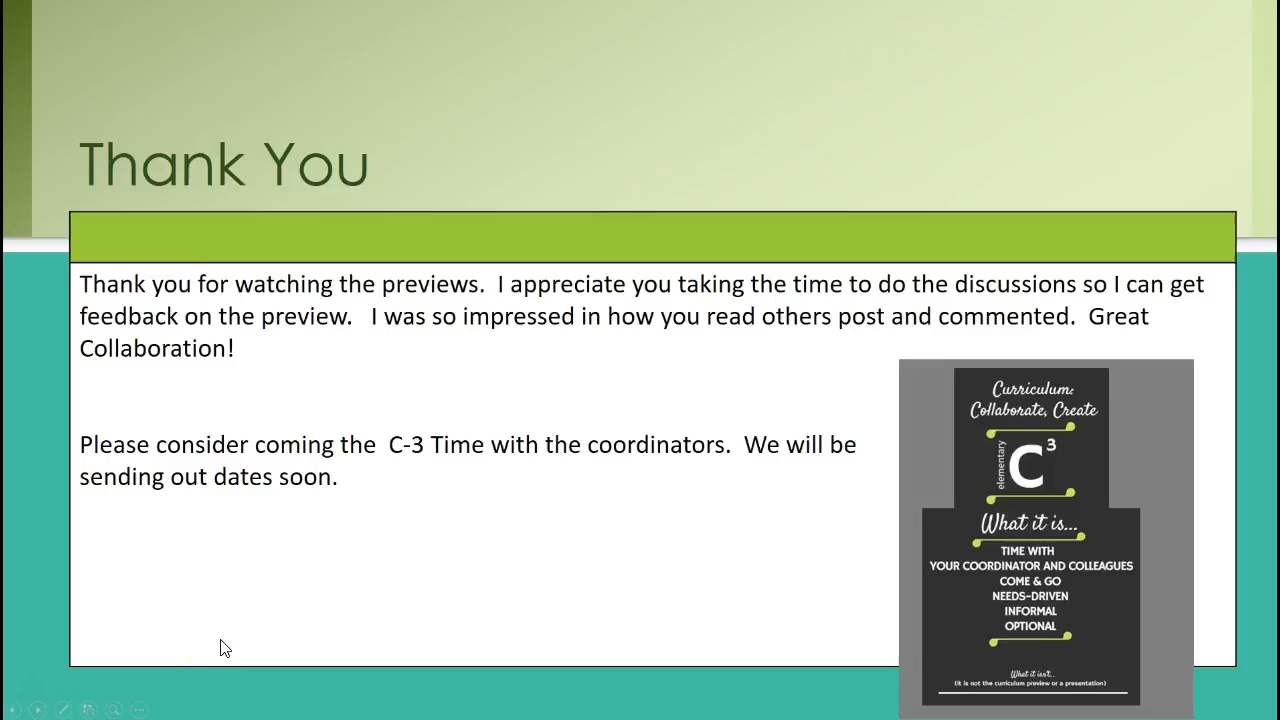 Thank You
Thank you for watching the previews.  I appreciate you taking the time to do the discussions so I can get
feedback on the preview.   I was so impressed in how you read others post and commented.  Great
Collaboration!
Please consider coming the  C-3 Time with the coordinators.  We will be
sending out dates soon.
Curriculum:
Collaborate, Create
elementary
C³
What it is...
TIME WITH
YOUR COORDINATOR AND COLLEAGUES
COME & GO
NEEDS-DRIVEN
INFORMAL
OPTIONAL
What it isn't...
(it is not the curriculum preview or a presentation)